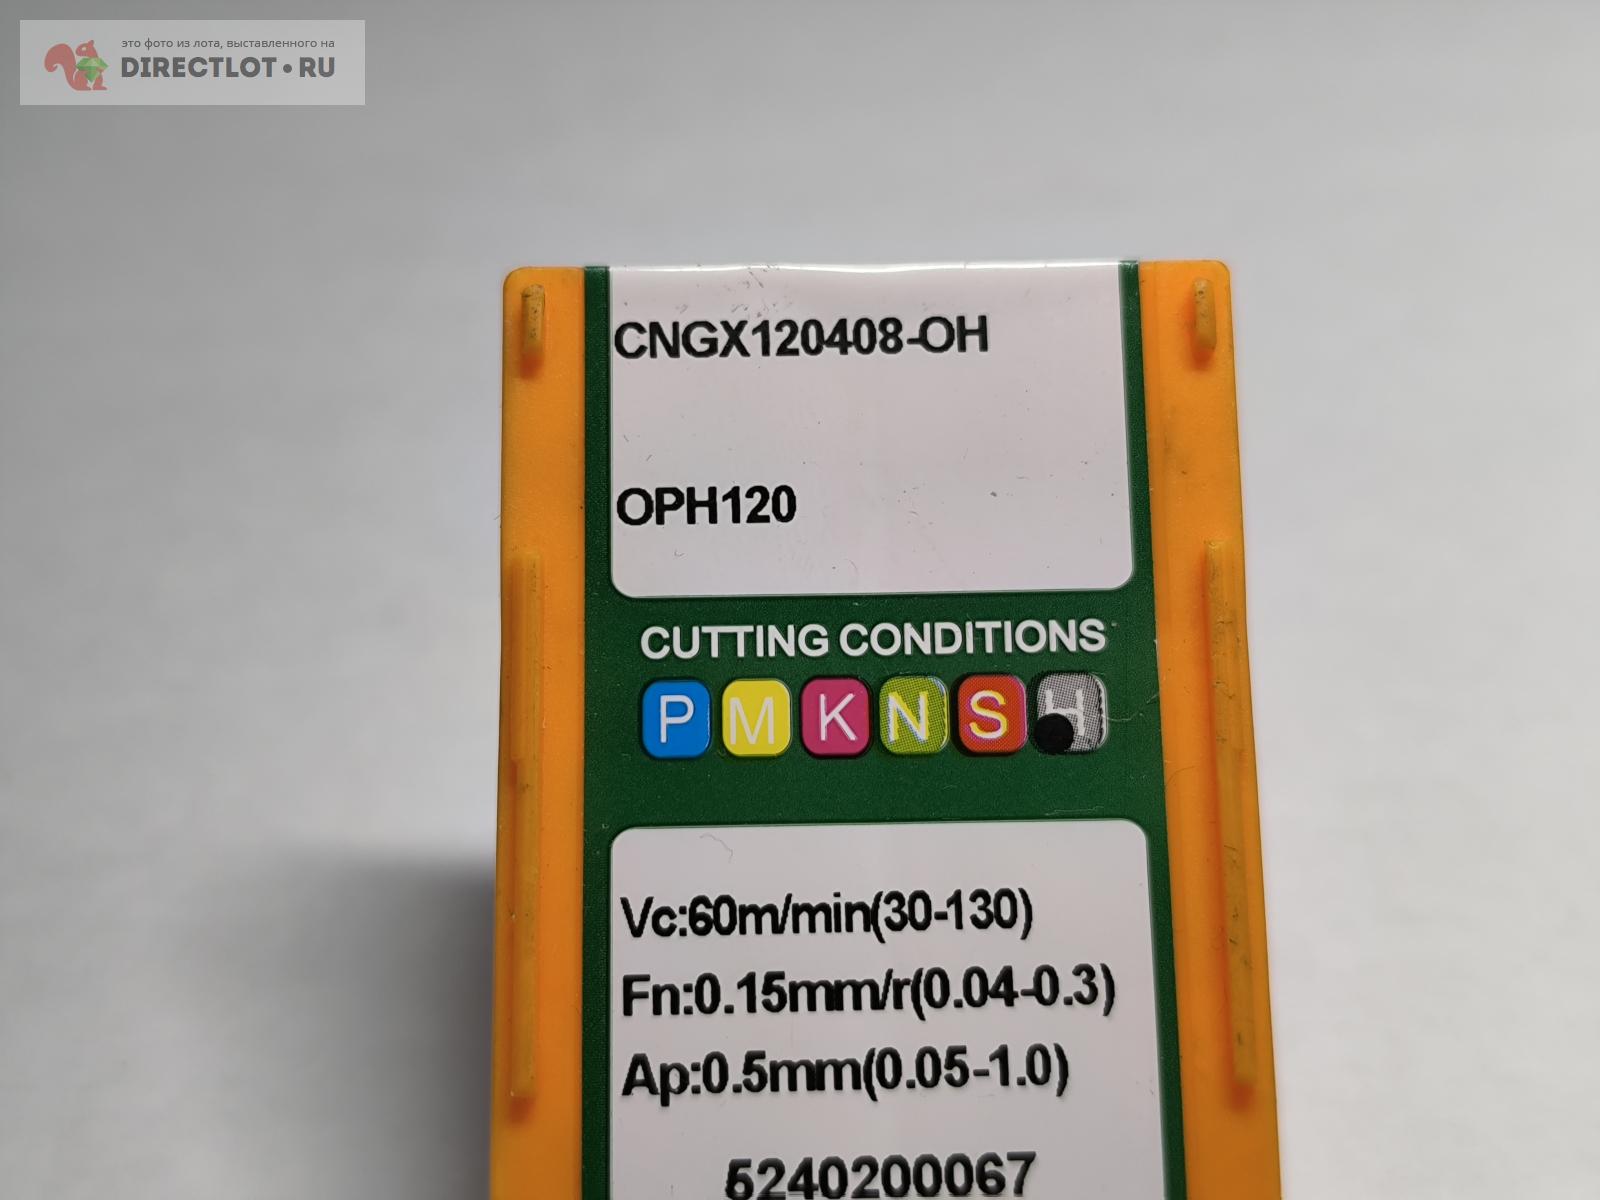 это фото из лота, выставленного на
DIRECTLOT•RU
CNGX120408-OH
OPH120
CUTTING CONDITIONS
P M K N S H
Vc:60m/min(30-130)
Fn:0.15mm/r(0.04-0.3)
Ap:0.5mm(0.05-1.0)
5240200067